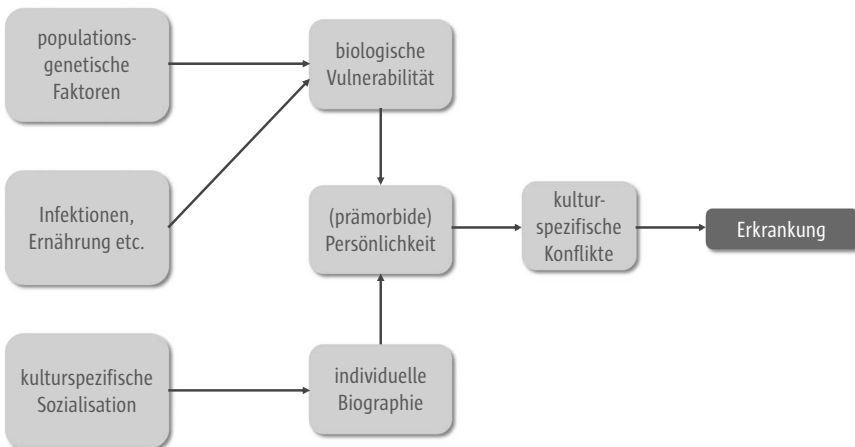 populations-
genetische
Faktoren
biologische
Vulnerabilität
Infektionen,
Ernährung etc.
(prämorbide)
Persönlichkeit
kultur-
spezifische
Konflikte
Erkrankung
kulturspezifische
Sozialisation
individuelle
Biographie